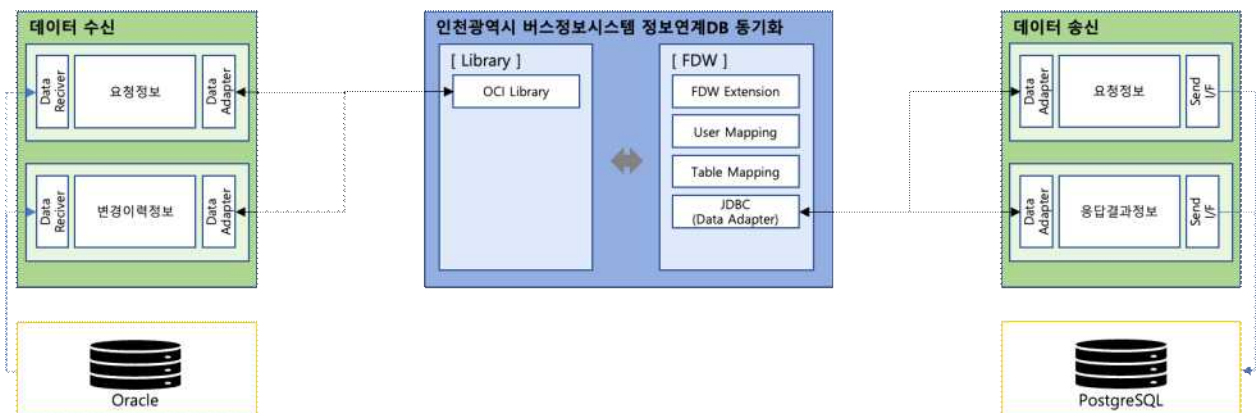 데이터 수신
Data
Reciver
요청정보
Data
Adapter
Data
Reciver
변경이력정보
Data
Adapter
Oracle
인천광역시 버스정보시스템 정보연계DB 동기화
[ Library ]
OCI Library
[ FDW ]
FDW Extension
User Mapping
Table Mapping
JDBC
(Data Adapter)
데이터 송신
Data
Adapter
요청정보
Send
I/F
Data
Adapter
응답결과정보
Send
I/F
PostgreSQL